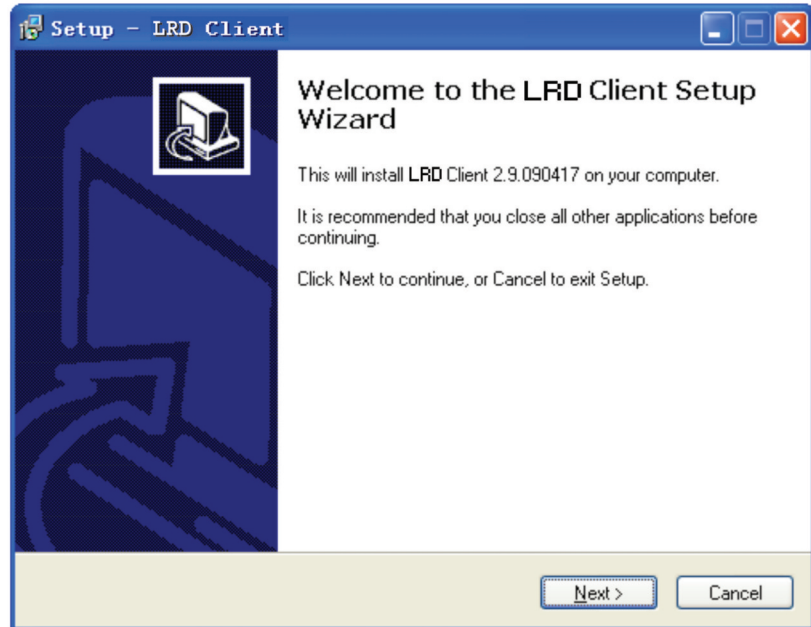 Setup - LRD Client
Welcome to the LRD Client Setup
Wizard
This will install LRD Client 2.9.090417 on your computer.
It is recommended that you close all other applications before
continuing.
Click Next to continue, or Cancel to exit Setup.
Next > Cancel